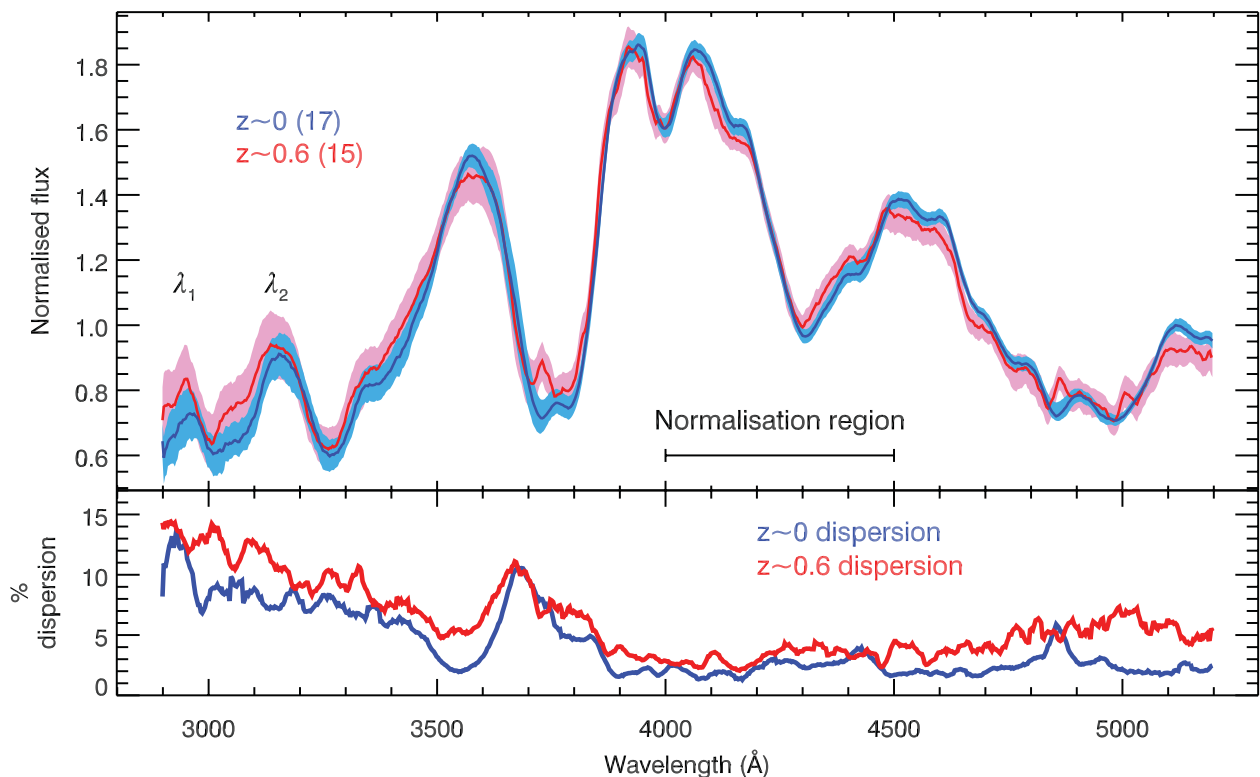 1.8
1.6
1.4
1.2
1.0
0.8
0.6
Normalised flux
z~0 (17)
z~0.6 (15)
λ1
λ2
Normalisation region
15
10
5
0
%
dispersion
z~0 dispersion
z~0.6 dispersion
3000
3500
4000
4500
5000
Wavelength (Å)